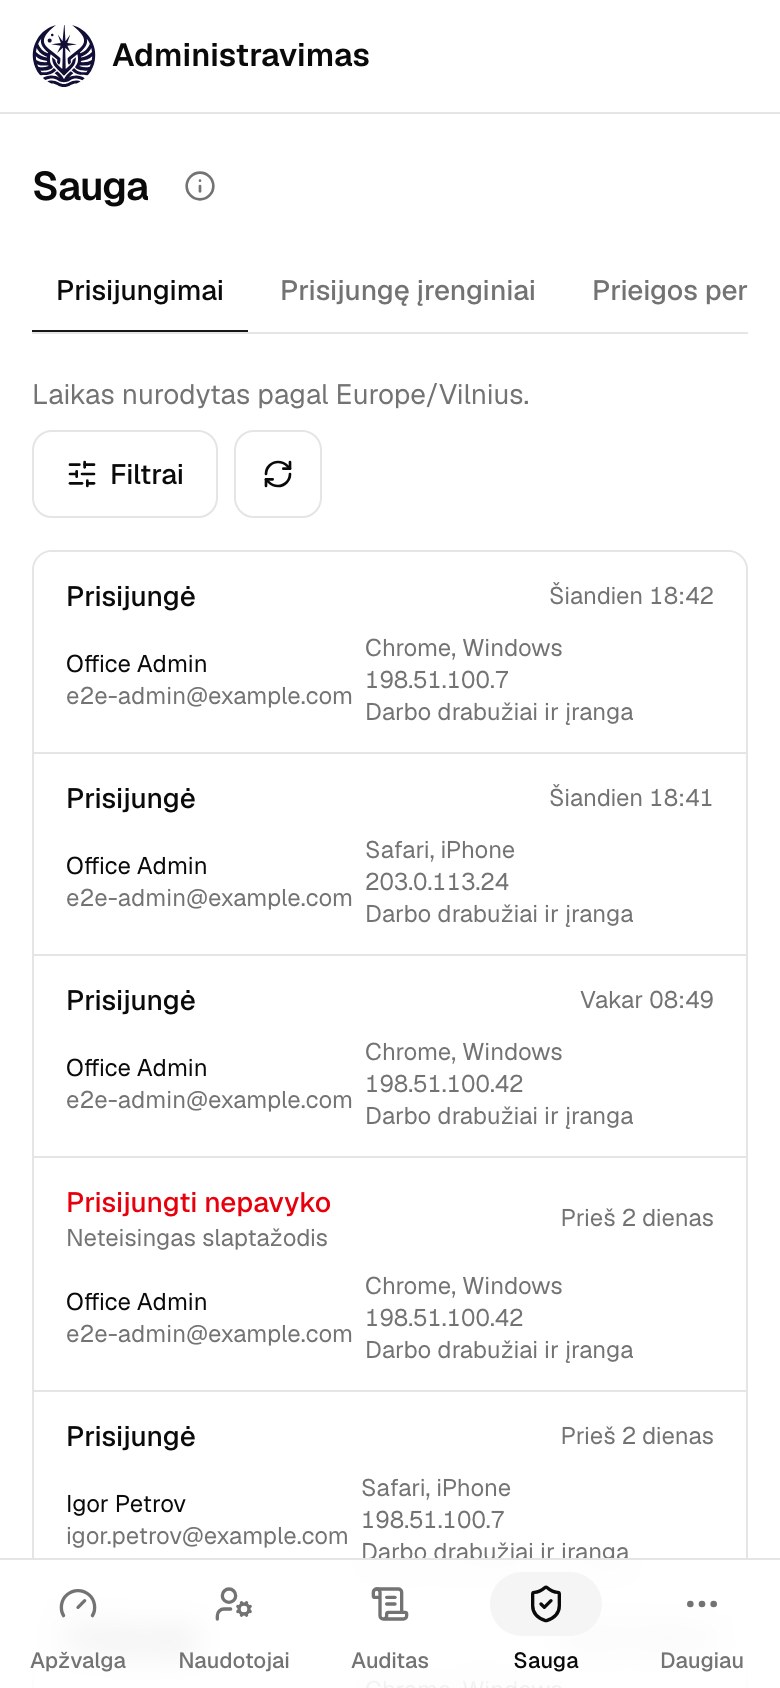 Administravimas
Sauga
Prisijungimai Prisijungę įrenginiai Prieigos per
Laikas nurodytas pagal Europe/Vilnius.
Filtrai
Prisijungė Šiandien 18:42
Office Admin
e2e-admin@example.com
Chrome, Windows
198.51.100.7
Darbo drabužiai ir įranga
Prisijungė Šiandien 18:41
Office Admin
e2e-admin@example.com
Safari, iPhone
203.0.113.24
Darbo drabužiai ir įranga
Prisijungė Vakar 08:49
Office Admin
e2e-admin@example.com
Chrome, Windows
198.51.100.42
Darbo drabužiai ir įranga
Prisijungti nepavyko
Neteisingas slaptažodis
Prieš 2 dienas
Office Admin
e2e-admin@example.com
Chrome, Windows
198.51.100.42
Darbo drabužiai ir įranga
Prisijungė Prieš 2 dienas
Igor Petrov
igor.petrov@example.com
Safari, iPhone
198.51.100.7
Darbo drabužiai ir įranga
Apžvalga Naudotojai Auditas Sauga Daugiau